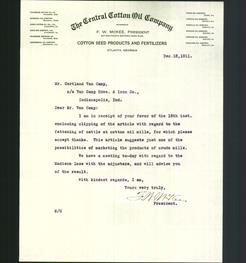 The Central Cotton Oil Company
F. W. McKEE, PRESIDENT
COTTON SEED PRODUCTS AND FERTILIZERS
ATLANTA, GEORGIA
Dec. 18, 1911.
Mr. Cortland Van Camp,
c/o Van Camp Hdwe. & Iron Co.,
Indianapolis, Ind.
Dear Mr. Van Camp:
I am in receipt of your favor of the 16th inst.
enclosing clipping of the article with regard to the
fattening of cattle at cotton oil mills, for which please
accept thanks. This article suggests just one of the
possibilities of marketing the products of crude mills.
We have a meeting to-day with regard to the
Madison loss with the adjusters, and will advise you
of the result.
With kindest regards, I am,
Yours very truly,
President.